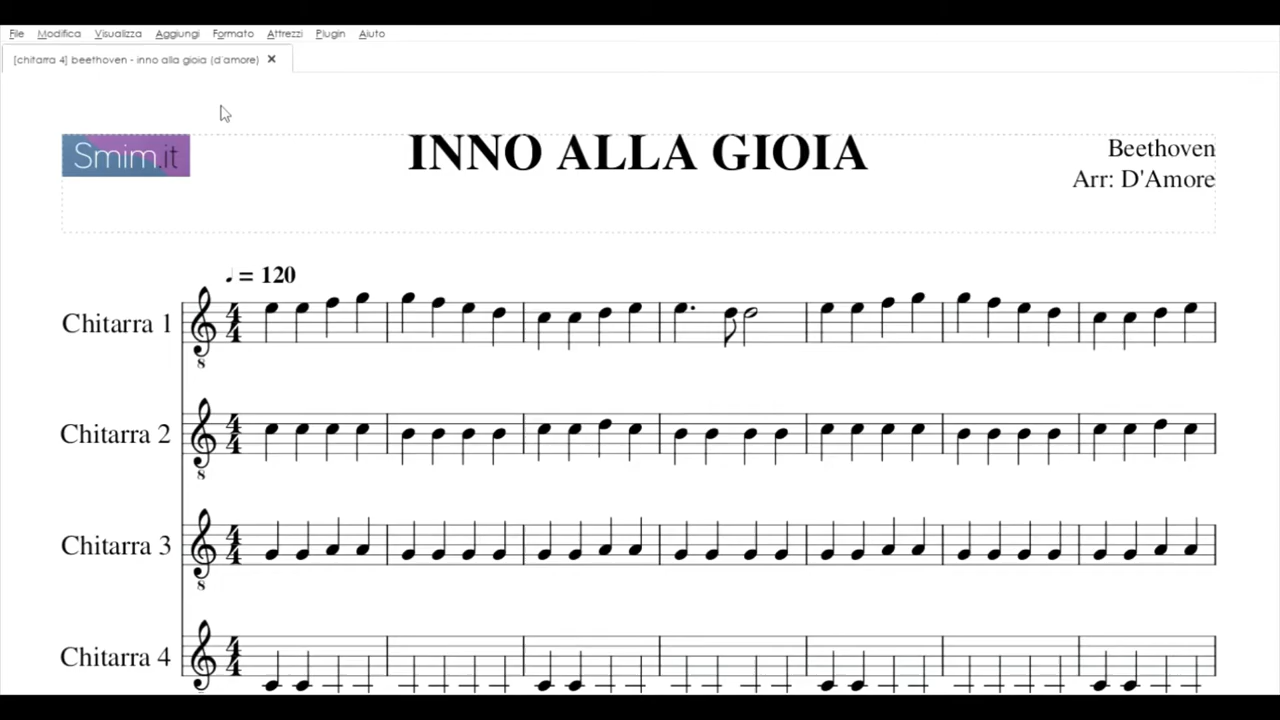 File Modifica Visualizza Aggiungi Formato Attrezzi Plugin Aiuto
[chitarra 4] beethoven - inno alla gioia (d'amore) ×
Smim.it
INNO ALLA GIOIA
Beethoven
Arr: D'Amore
♩ = 120
Chitarra 1
Chitarra 2
Chitarra 3
Chitarra 4